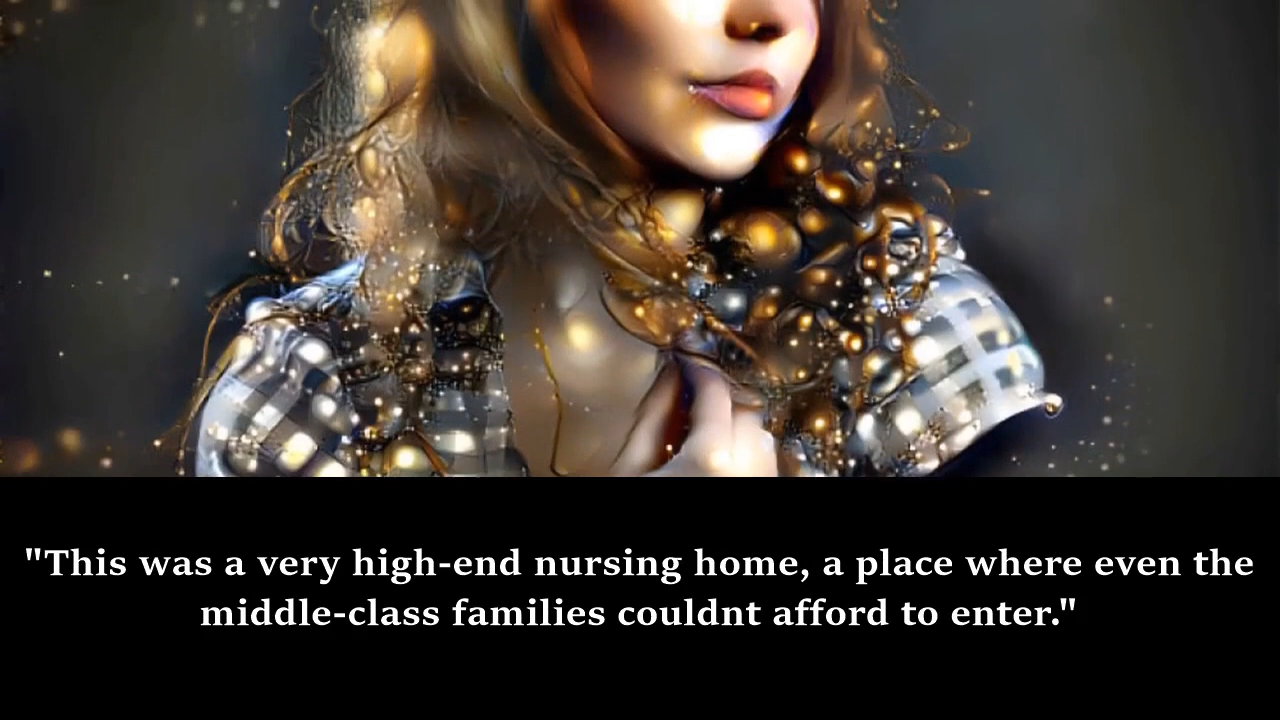 "This was a very high-end nursing home, a place where even the
middle-class families couldnt afford to enter."